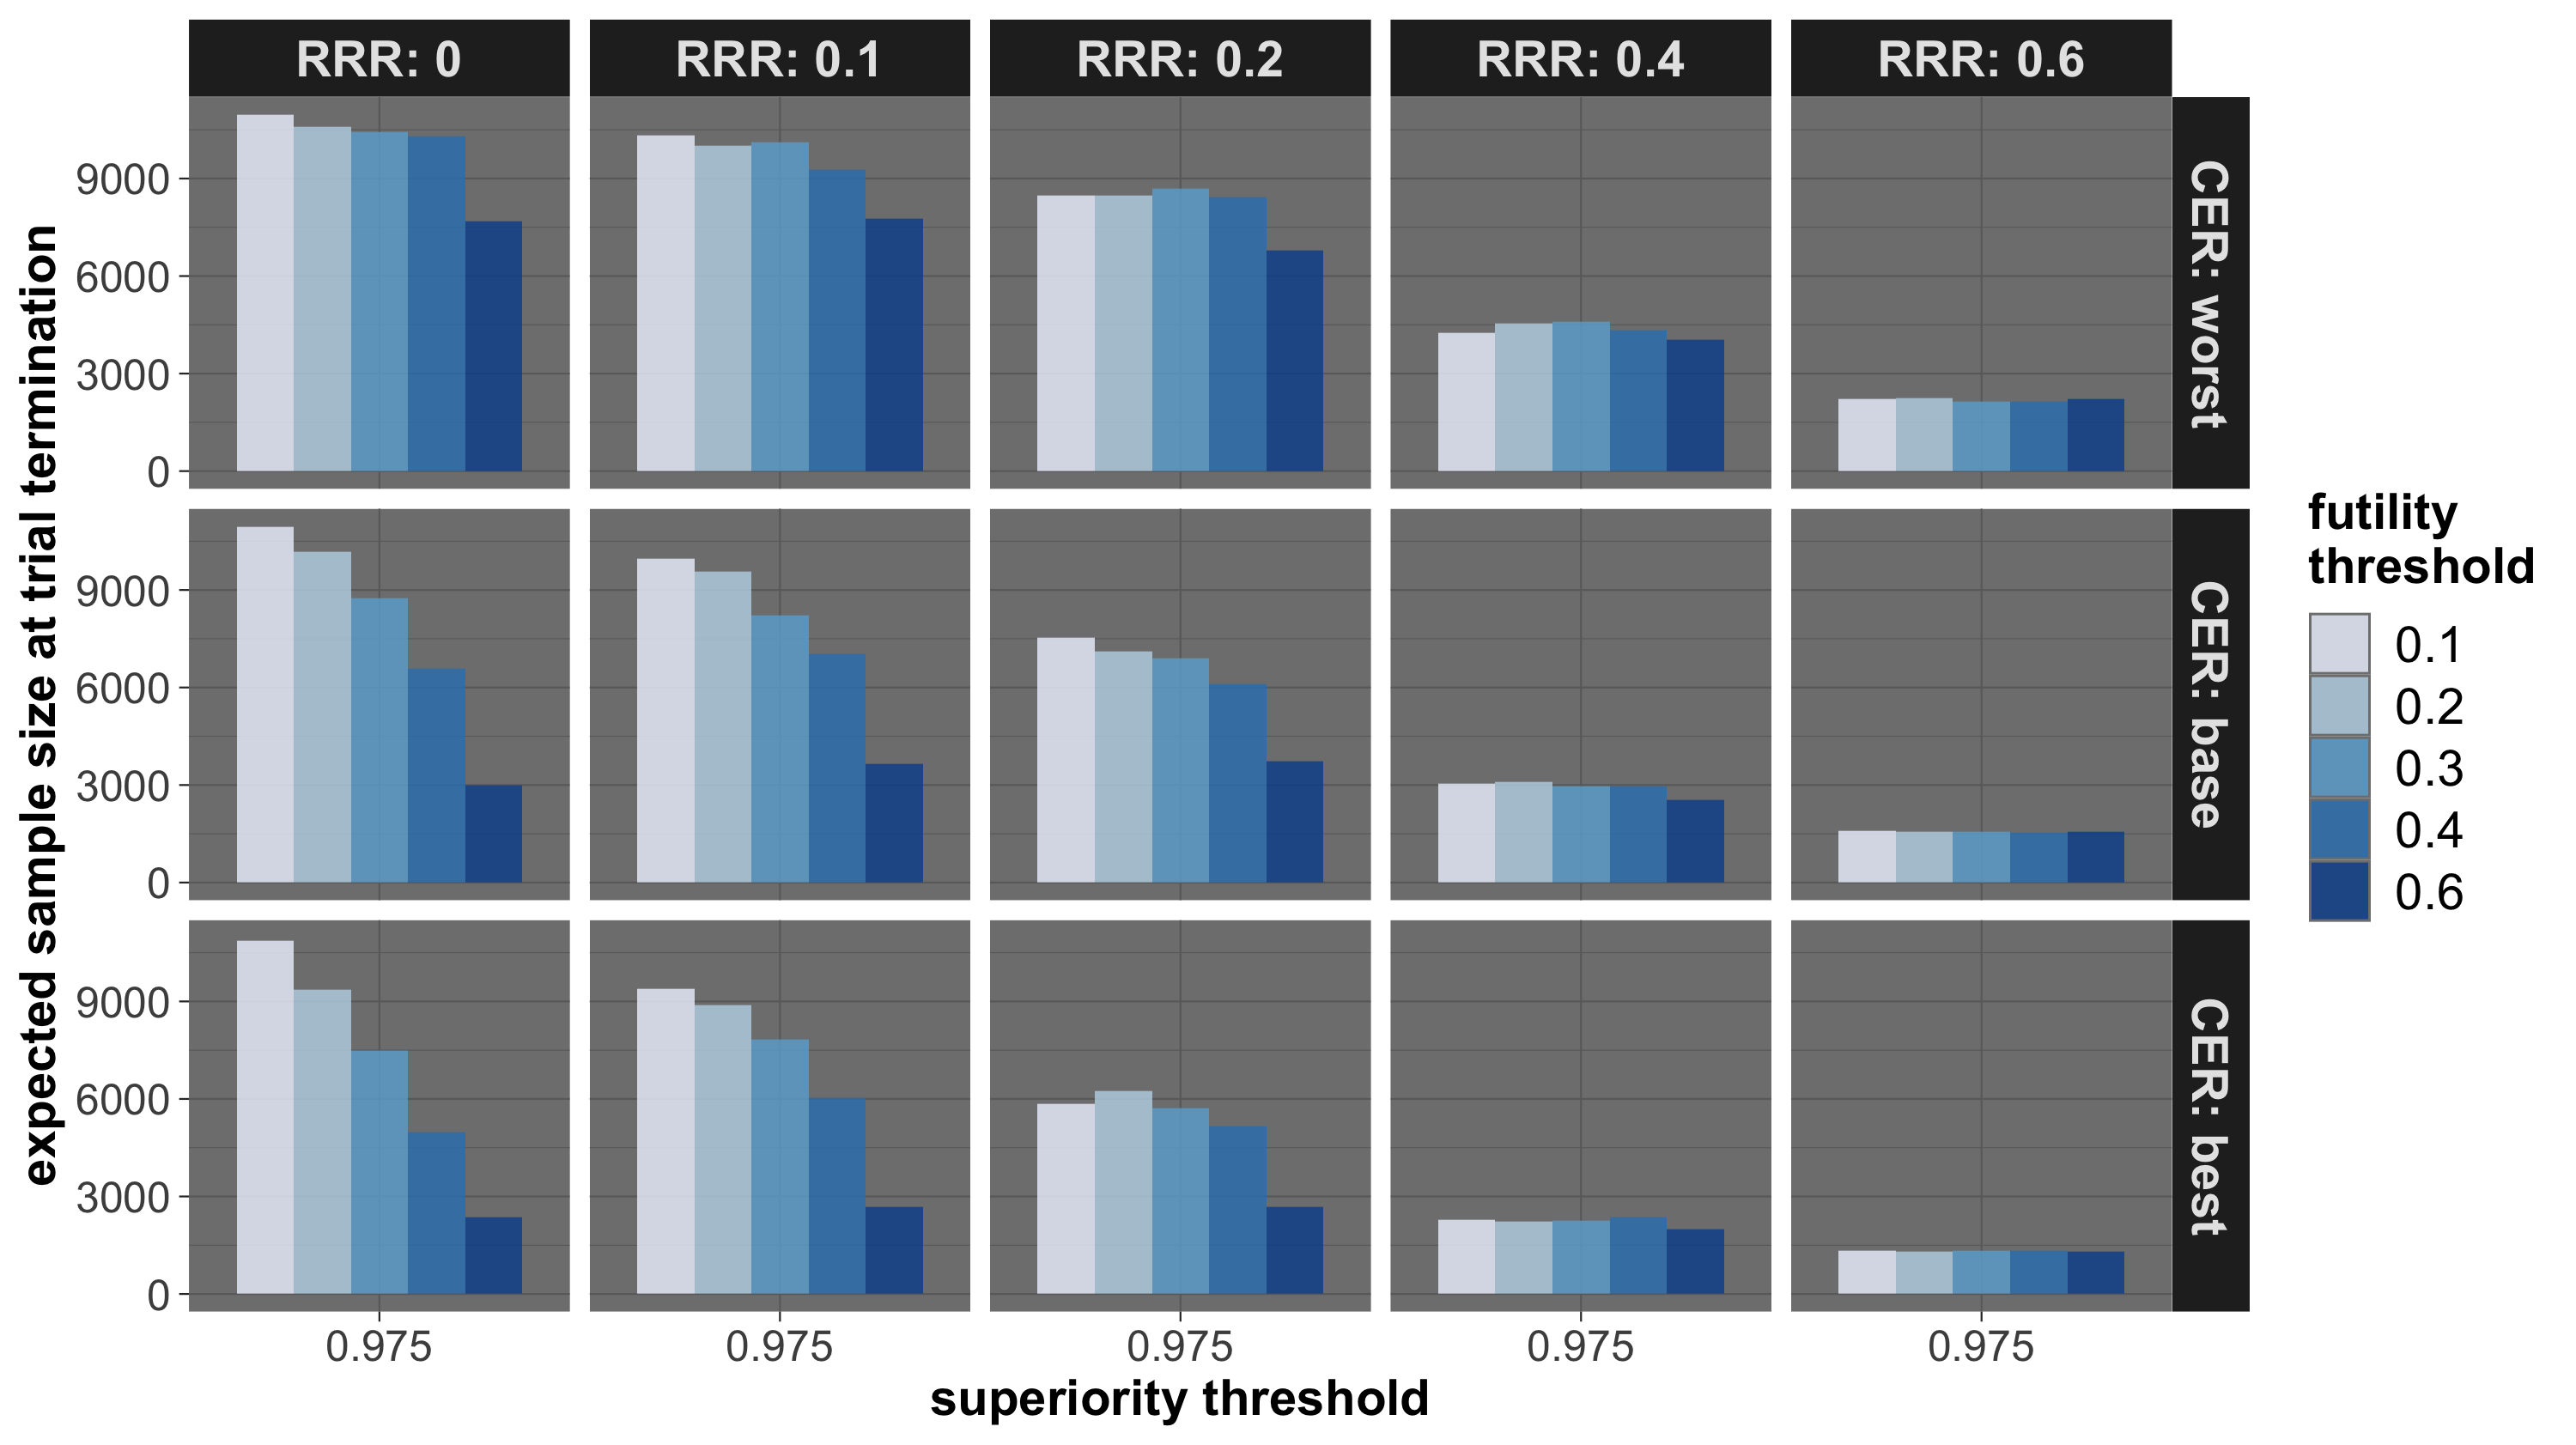 RRR: 0
RRR: 0.1
RRR: 0.2
RRR: 0.4
RRR: 0.6
expected sample size at trial termination
9000
6000
3000
0
CER: worst
9000
6000
3000
0
CER: base
9000
6000
3000
0
CER: best
0.975
0.975
0.975
0.975
0.975
superiority threshold
futility
threshold
0.1
0.2
0.3
0.4
0.6